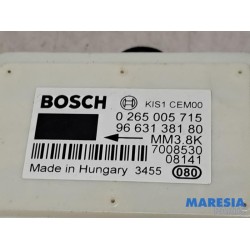 BOSCH KIS1 CEM00
0 265 005 715
96 631 381 80
MM3.8K
7008530
08141
Made in Hungary 3455 080
MARESIA